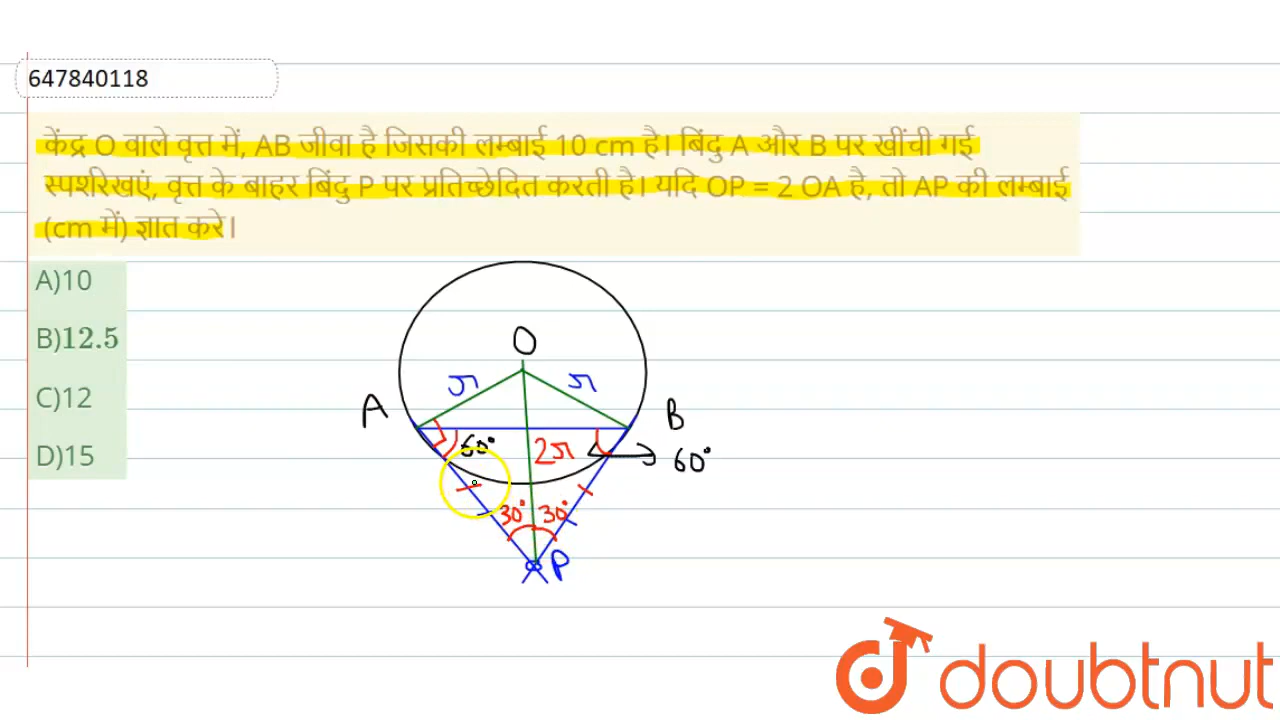 647840118
केंद्र O वाले वृत्त में, AB जीवा है जिसकी लम्बाई 10 cm है। बिंदु A और B पर खींची गई
स्पर्शरेखाएं, वृत्त के बाहर बिंदु P पर प्रतिच्छेदित करती है। यदि OP = 2 OA है, तो AP की लम्बाई
(cm में) ज्ञात करे।
A)10
B)12.5
C)12
D)15
O
r r
A B
60° 2r 60°
30° 30°
P
doubtnut